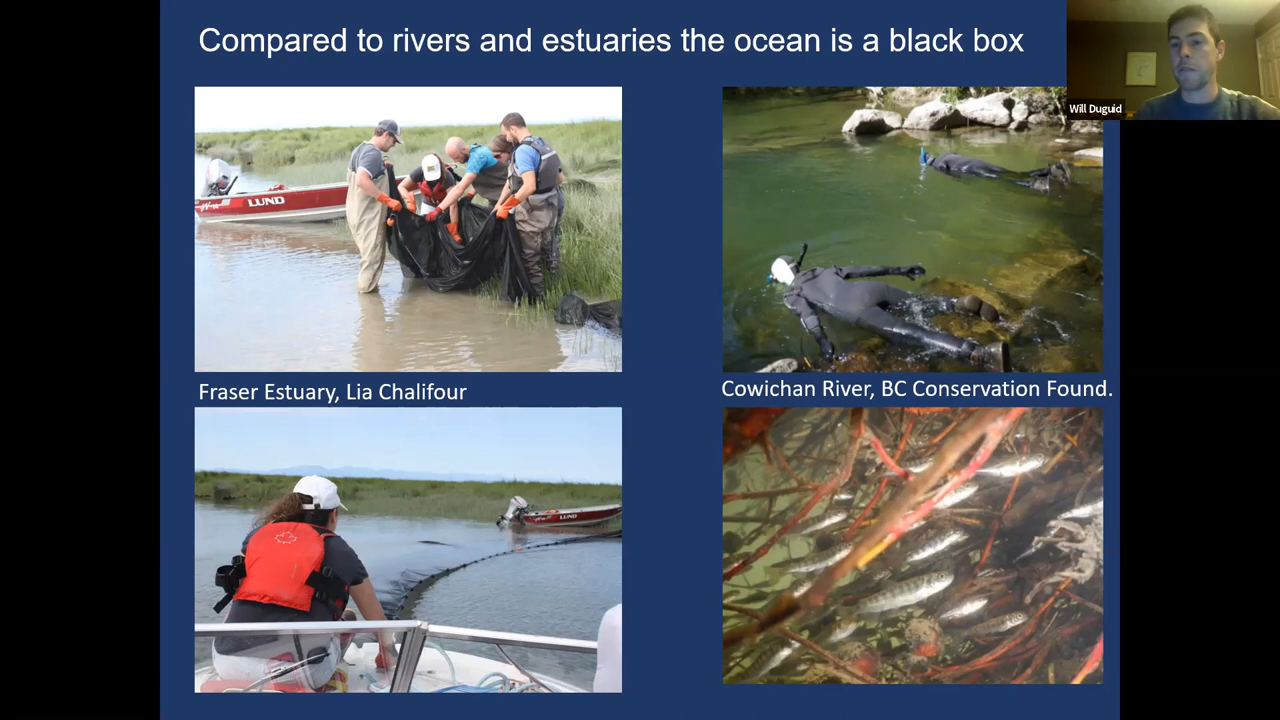 Compared to rivers and estuaries the ocean is a black box
Will Duguid
LUND
Fraser Estuary, Lia Chalifour
Cowichan River, BC Conservation Found.
LUND